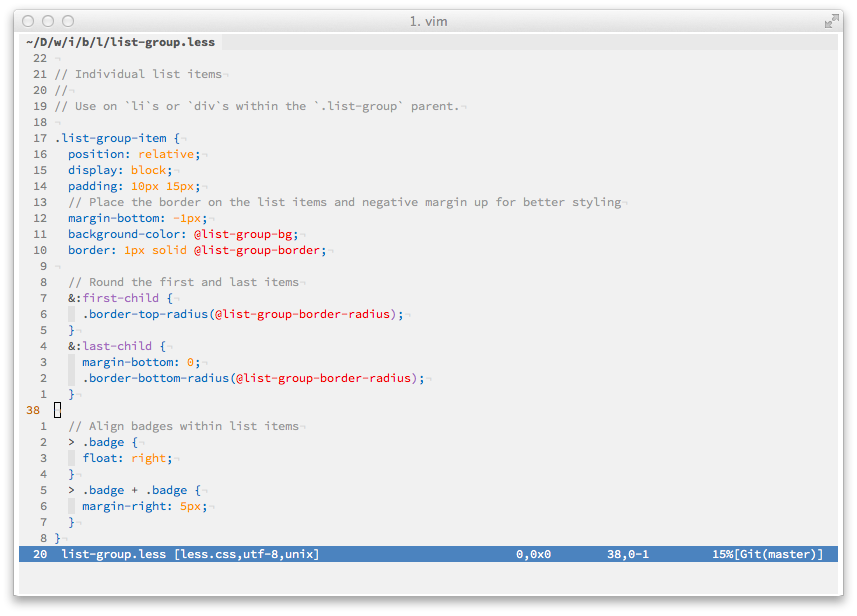 1. vim
~/D/w/i/b/l/list-group.less
22 ¬
21 // Individual list items¬
20 //¬
19 // Use on `li`s or `div`s within the `.list-group` parent.¬
18 ¬
17 .list-group-item {¬
16   position: relative;¬
15   display: block;¬
14   padding: 10px 15px;¬
13   // Place the border on the list items and negative margin up for better styling¬
12   margin-bottom: -1px;¬
11   background-color: @list-group-bg;¬
10   border: 1px solid @list-group-border;¬
9 ¬
8   // Round the first and last items¬
7   &:first-child {¬
6     .border-top-radius(@list-group-border-radius);¬
5   }¬
4   &:last-child {¬
3     margin-bottom: 0;¬
2     .border-bottom-radius(@list-group-border-radius);¬
1   }¬
38 ¬
1   // Align badges within list items¬
2   > .badge {¬
3     float: right;¬
4   }¬
5   > .badge + .badge {¬
6     margin-right: 5px;¬
7   }¬
8 }¬
20 list-group.less [less.css,utf-8,unix] 0,0x0 38,0-1 15%[Git(master)]